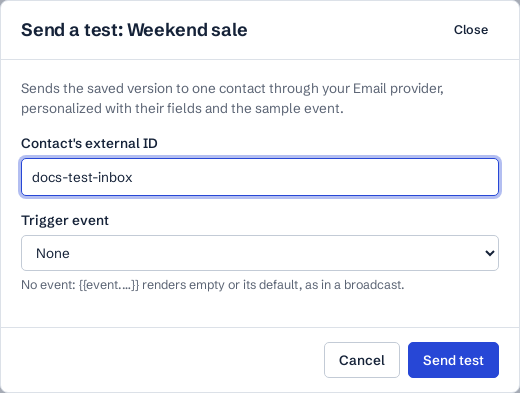 Send a test: Weekend sale
Close
Sends the saved version to one contact through your Email provider,
personalized with their fields and the sample event.
Contact's external ID
docs-test-inbox
Trigger event
None
No event: {{event.…}} renders empty or its default, as in a broadcast.
Cancel
Send test